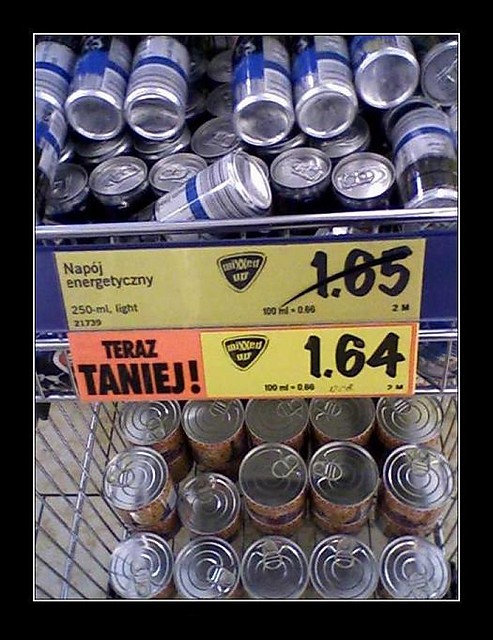 Napój
energetyczny
250-ml, light
21739
mixxed
up
1.65
100 ml = 0.66
2 M
TERAZ
TANIEJ!
mixxed
up
1.64
100 ml = 0.66
2 M